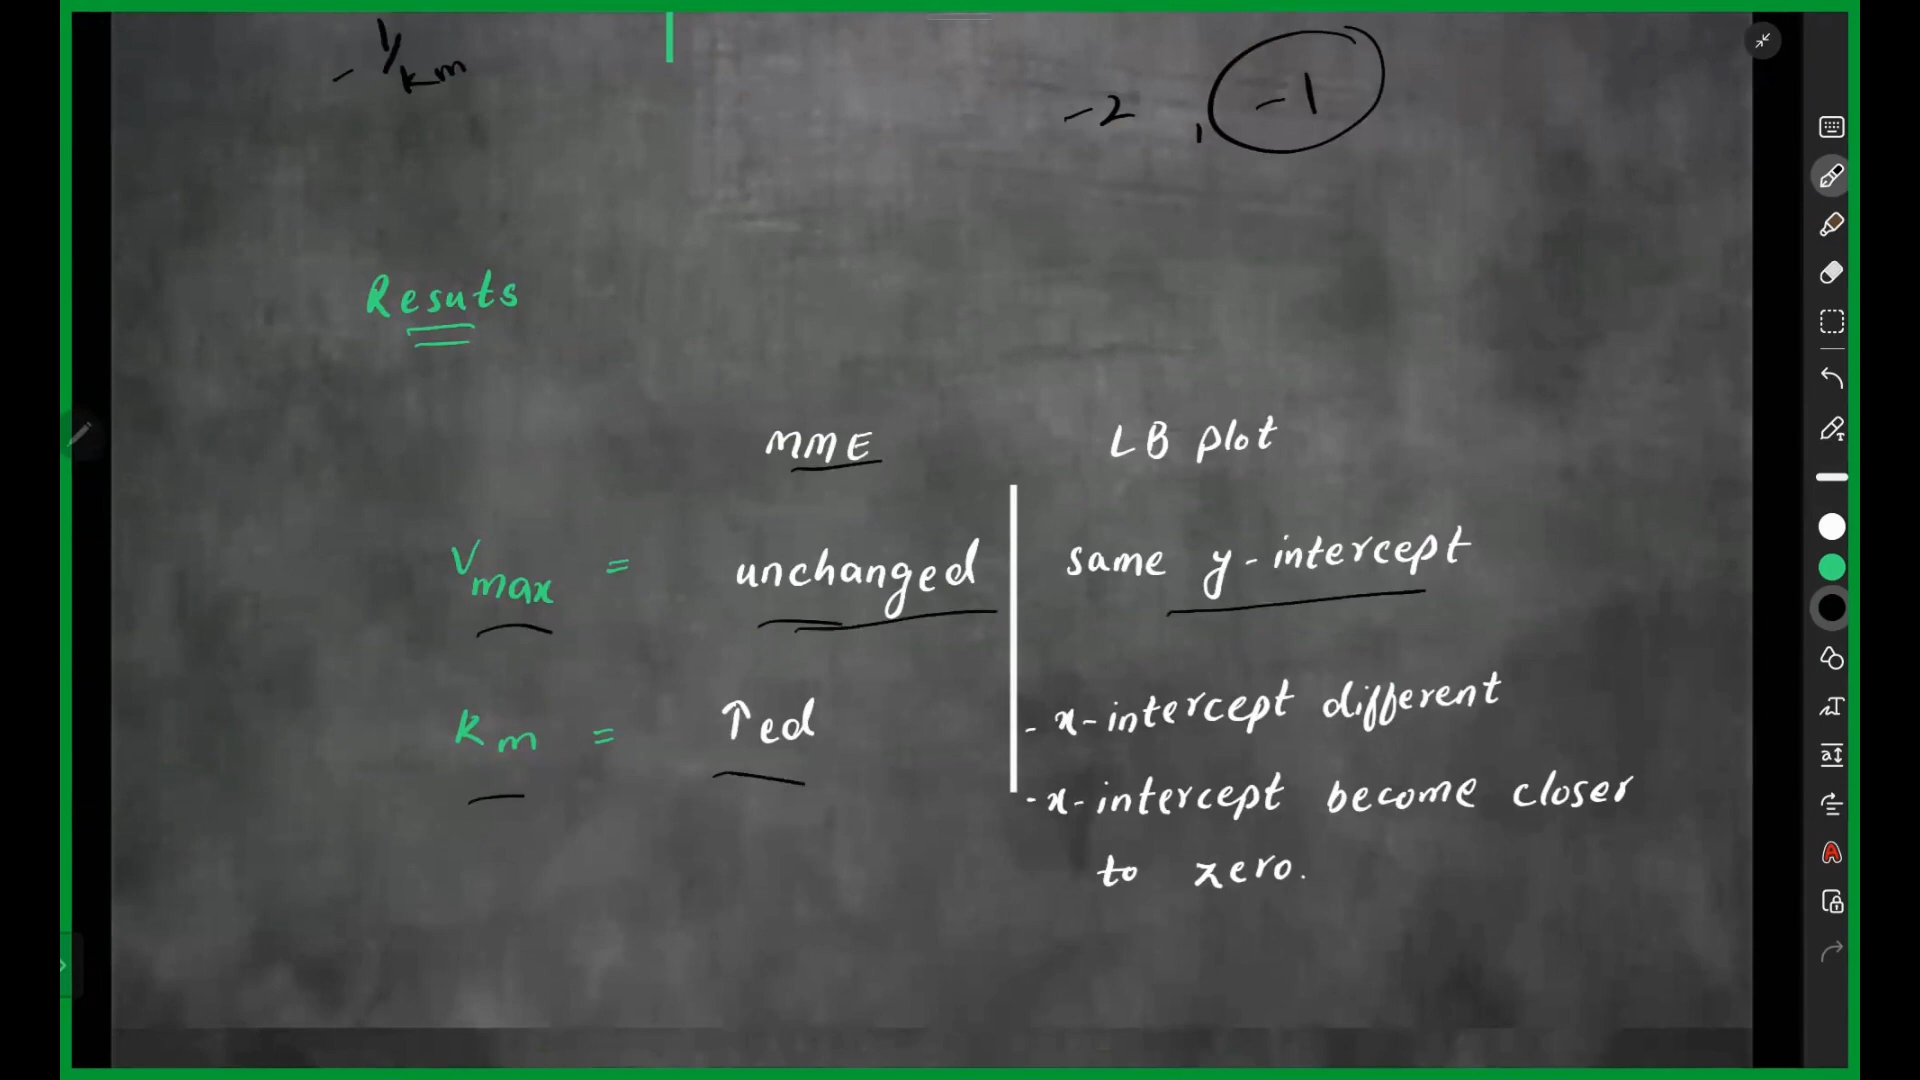 - 1/km
-2 , -1
Resuts
MME LB plot
Vmax = unchanged same y-intercept
km = ↑ed - x-intercept different
- x-intercept become closer
to zero.